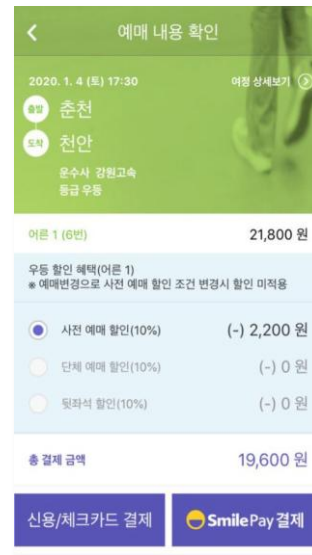 예매 내용 확인
2020. 1. 4 (토) 17:30 여정 상세보기
출발 춘천
도착 천안
운수사 강원고속
등급 우등
어른 1 (6번) 21,800 원
우등 할인 혜택(어른 1)
※ 예매변경으로 사전 예매 할인 조건 변경시 할인 미적용
사전 예매 할인(10%) (-) 2,200 원
단체 예매 할인(10%) (-) 0 원
뒷좌석 할인(10%) (-) 0 원
총 결제 금액 19,600 원
신용/체크카드 결제 SmilePay 결제